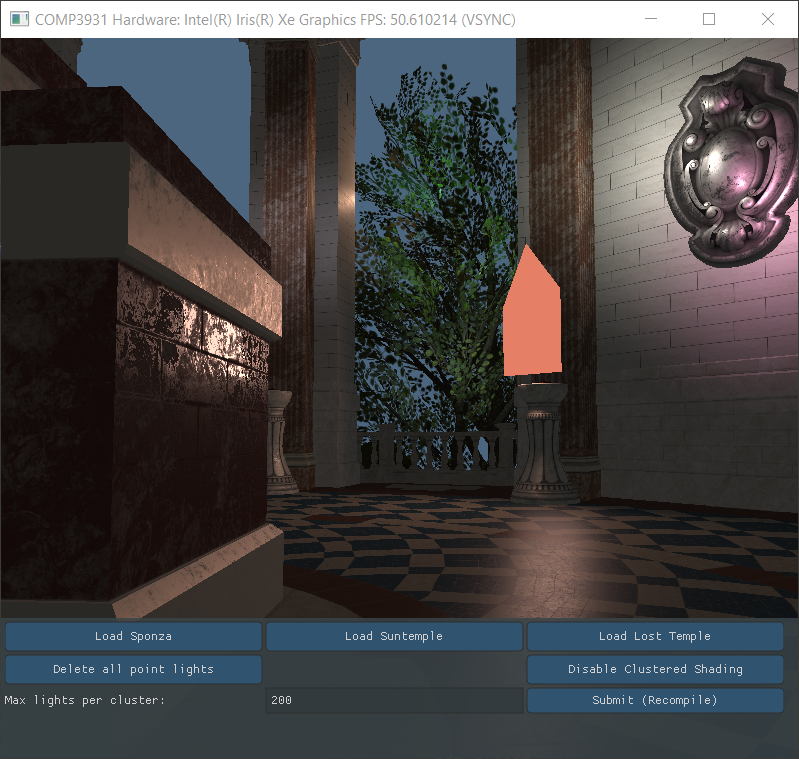 COMP3931 Hardware: Intel(R) Iris(R) Xe Graphics FPS: 50.610214 (VSYNC)
Load Sponza Load Suntemple Load Lost Temple
Delete all point lights Disable Clustered Shading
Max lights per cluster: 200 Submit (Recompile)